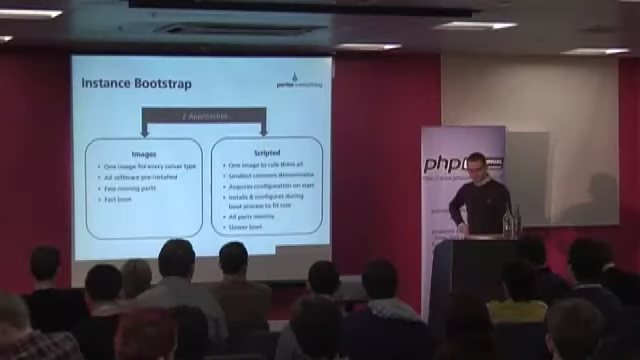 Instance Bootstrap
2 Approaches
Images
• One image for every server type
• All software pre-installed
• Few moving parts
• Fast boot
Scripted
• One image to rule them all
• Smallest common denominator
• Acquires configuration on start
• Installs & configures during
boot process to fit role
• All parts moving
• Slower boot
php